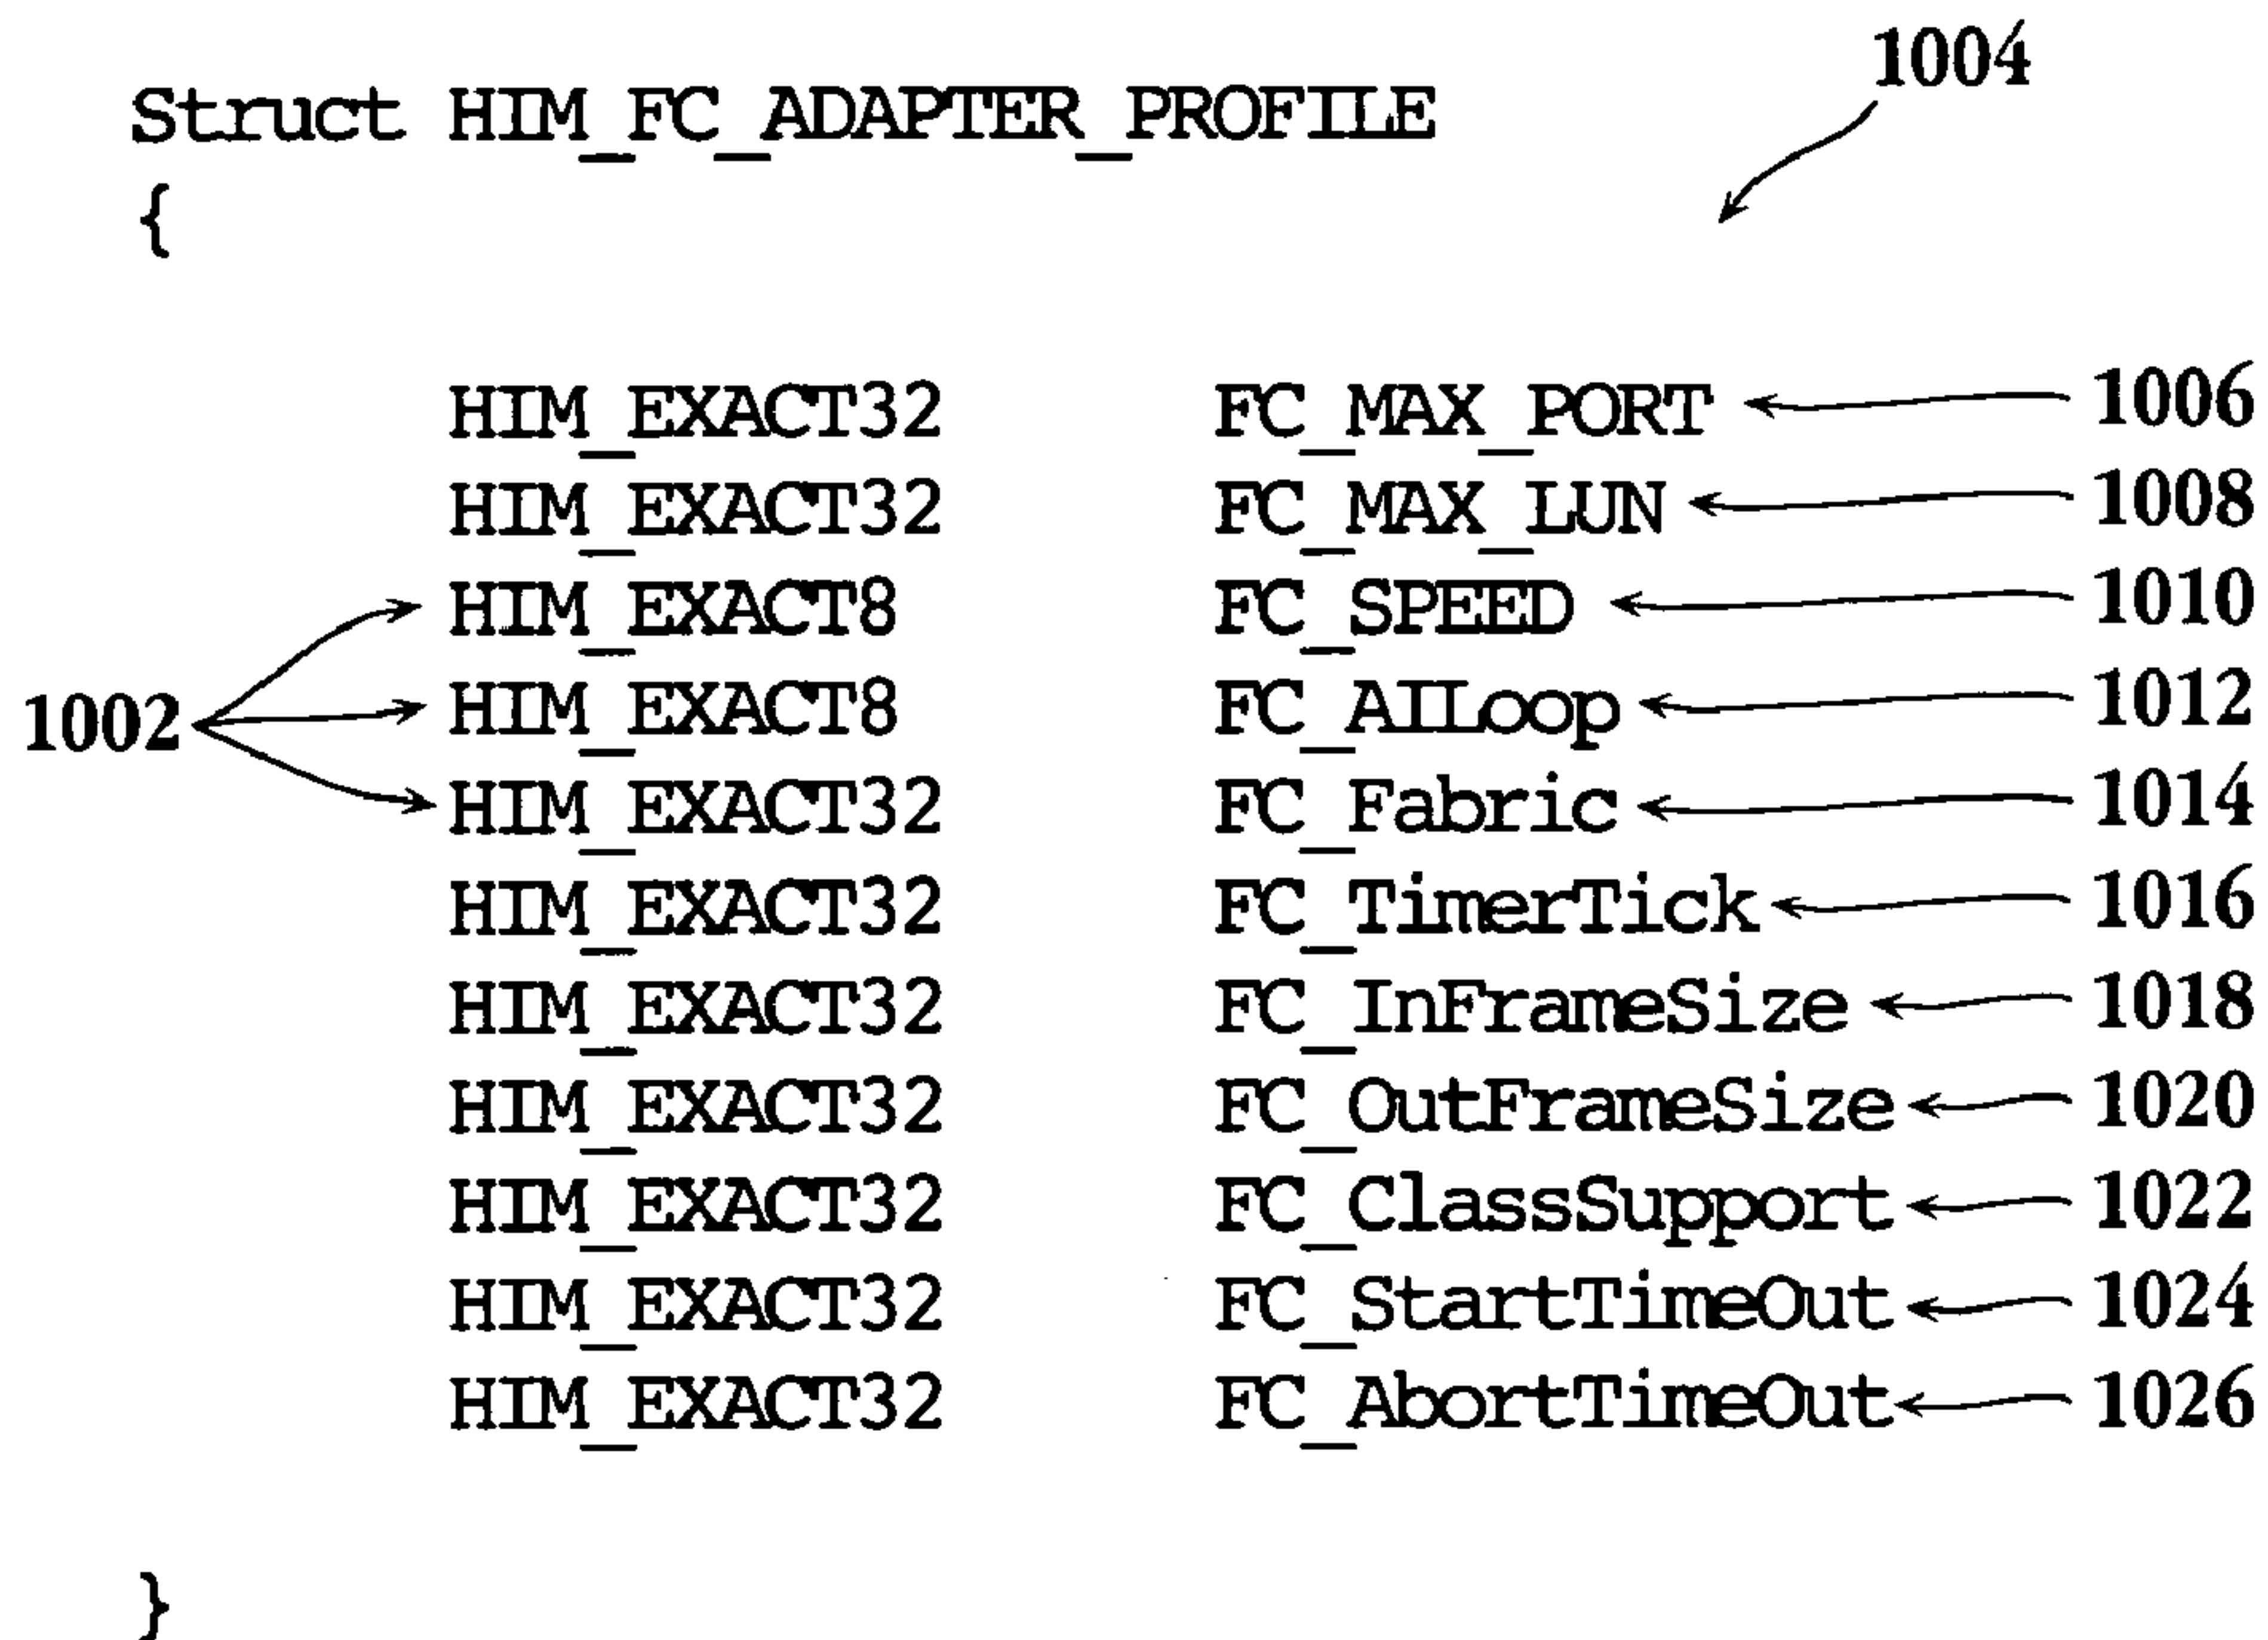 1004
Struct HIM_FC_ADAPTER_PROFILE
{
HIM_EXACT32 FC_MAX_PORT 1006
HIM_EXACT32 FC_MAX_LUN 1008
HIM_EXACT8 FC_SPEED 1010
1002 HIM_EXACT8 FC_AILoop 1012
HIM_EXACT32 FC_Fabric 1014
HIM_EXACT32 FC_TimerTick 1016
HIM_EXACT32 FC_InFrameSize 1018
HIM_EXACT32 FC_OutFrameSize 1020
HIM_EXACT32 FC_ClassSupport 1022
HIM_EXACT32 FC_StartTimeOut 1024
HIM_EXACT32 FC_AbortTimeOut 1026
}